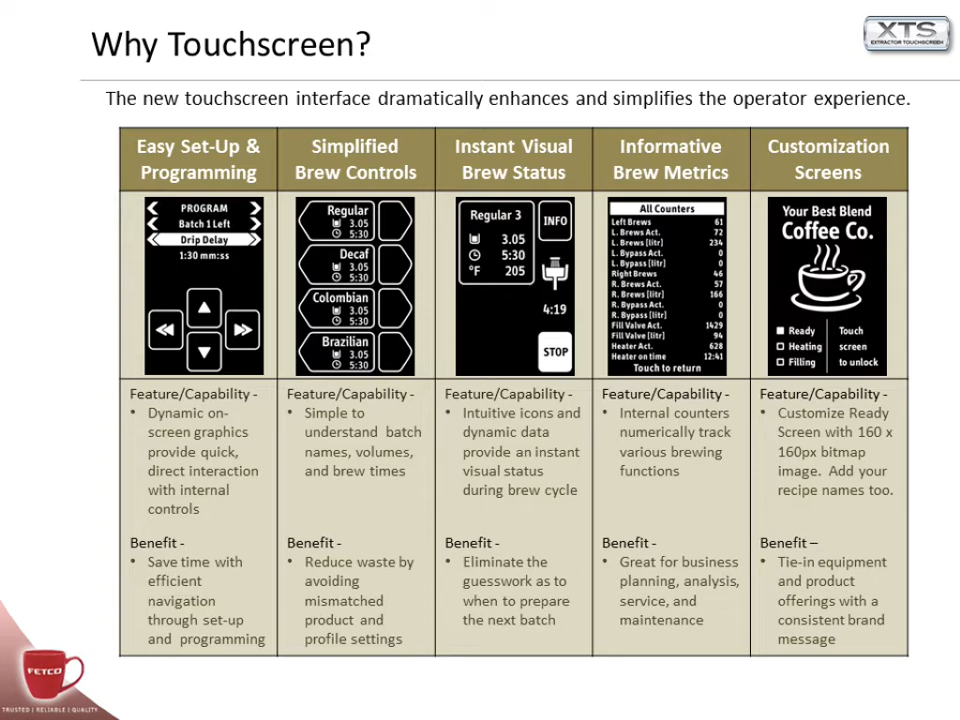 Why Touchscreen?
XTS
EXTRACTOR TOUCHSCREEN
The new touchscreen interface dramatically enhances and simplifies the operator experience.
Easy Set-Up &
Programming
Simplified
Brew Controls
Instant Visual
Brew Status
Informative
Brew Metrics
Customization
Screens
PROGRAM
Batch 1 Left
Drip Delay
1:30 mm:ss
Regular
3.05
5:30
Decaf
3.05
5:30
Colombian
3.05
5:30
Brazilian
3.05
5:30
Regular 3
3.05
5:30
°F 205
INFO
4:19
STOP
All Counters
Left Brews 61
L. Brews Act. 72
L. Brews [litr] 234
L. Bypass Act. 0
L. Bypass [litr] 0
Right Brews 46
R. Brews Act. 57
R. Brews [litr] 166
R. Bypass Act. 0
R. Bypass [litr] 0
Fill Valve Act. 1429
Fill Valve [litr] 94
Heater Act. 628
Heater on time 12:41
Touch to return
Your Best Blend
Coffee Co.
Ready
Heating
Filling
Touch
screen
to unlock
Feature/Capability -
• Dynamic on-
screen graphics
provide quick,
direct interaction
with internal
controls
Benefit -
• Save time with
efficient
navigation
through set-up
and programming
Feature/Capability -
• Simple to
understand batch
names, volumes,
and brew times
Benefit -
• Reduce waste by
avoiding
mismatched
product and
profile settings
Feature/Capability -
• Intuitive icons and
dynamic data
provide an instant
visual status
during brew cycle
Benefit -
• Eliminate the
guesswork as to
when to prepare
the next batch
Feature/Capability -
• Internal counters
numerically track
various brewing
functions
Benefit -
• Great for business
planning, analysis,
service, and
maintenance
Feature/Capability -
• Customize Ready
Screen with 160 x
160px bitmap
image. Add your
recipe names too.
Benefit –
• Tie-in equipment
and product
offerings with a
consistent brand
message
FETCO
TRUSTED | RELIABLE | QUALITY